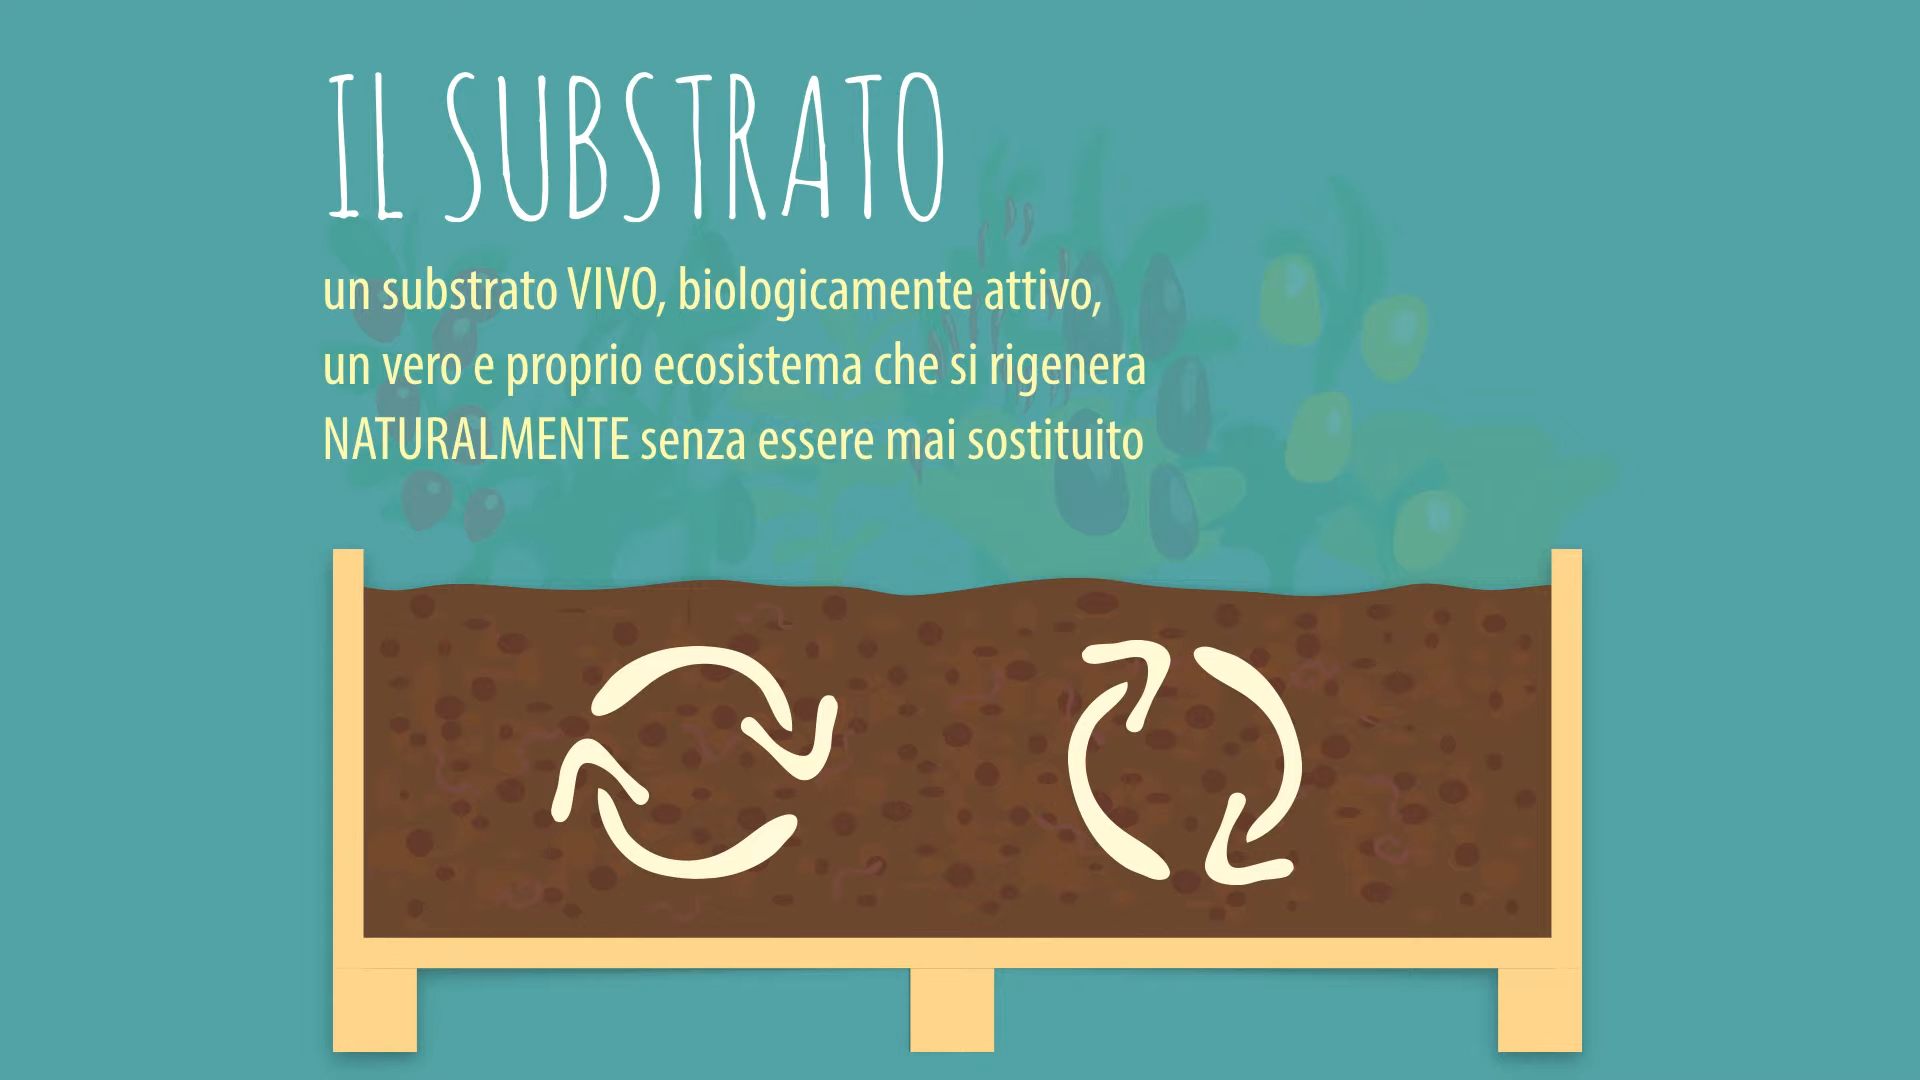 IL SUBSTRATO
un substrato VIVO, biologicamente attivo,
un vero e proprio ecosistema che si rigenera
NATURALMENTE senza essere mai sostituito